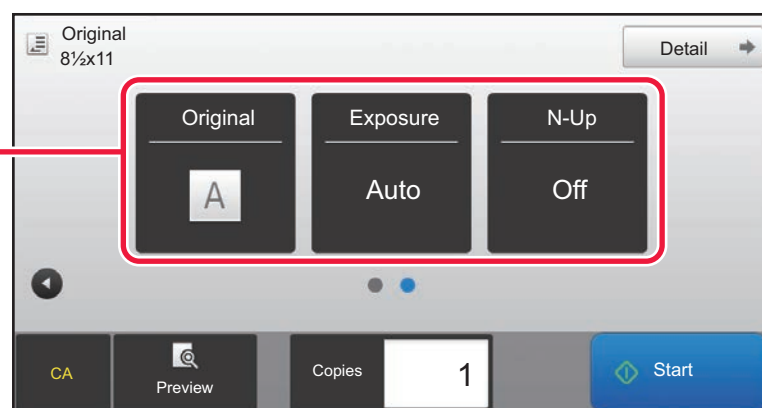 Original
8½x11
Detail
Original
Exposure
N-Up
A
Auto
Off
CA
Preview
Copies
1
Start